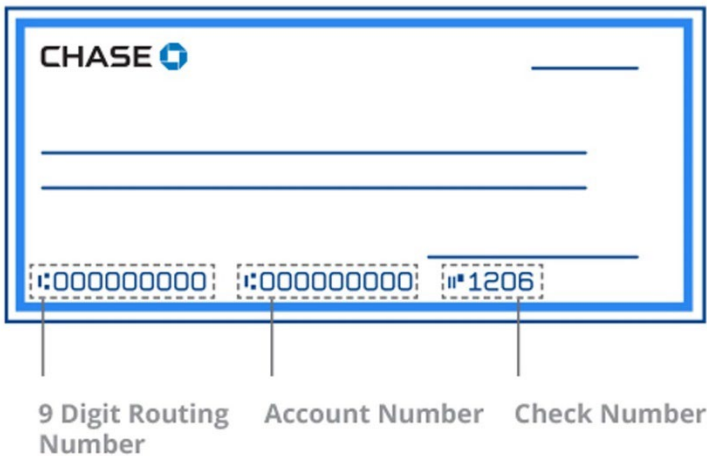 CHASE
⑆000000000 ⑆000000000 ⑈1206
9 Digit Routing Number
Account Number
Check Number